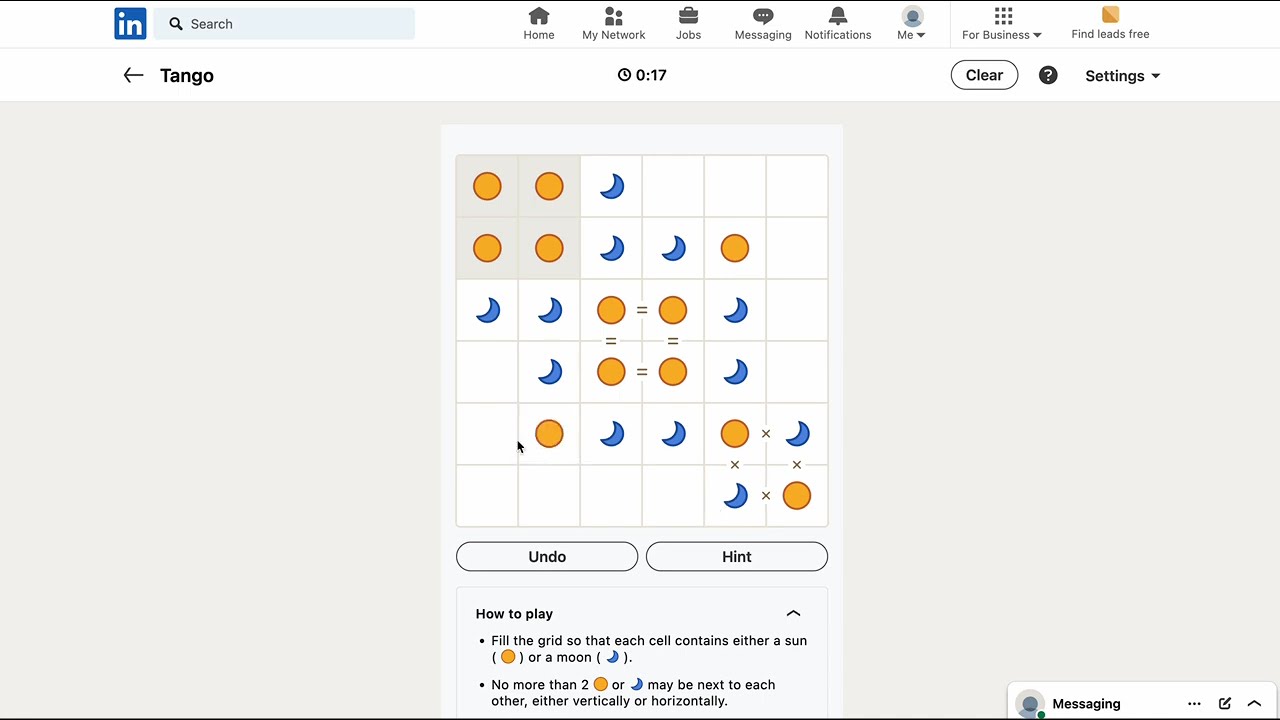 in
Search
Home
My Network
Jobs
Messaging
Notifications
Me
For Business
Find leads free
Tango
0:17
Clear
?
Settings
=
= =
=
×
× ×
×
Undo
Hint
How to play
• Fill the grid so that each cell contains either a sun
( ) or a moon ( ).
• No more than 2 or may be next to each
other, either vertically or horizontally.
Messaging